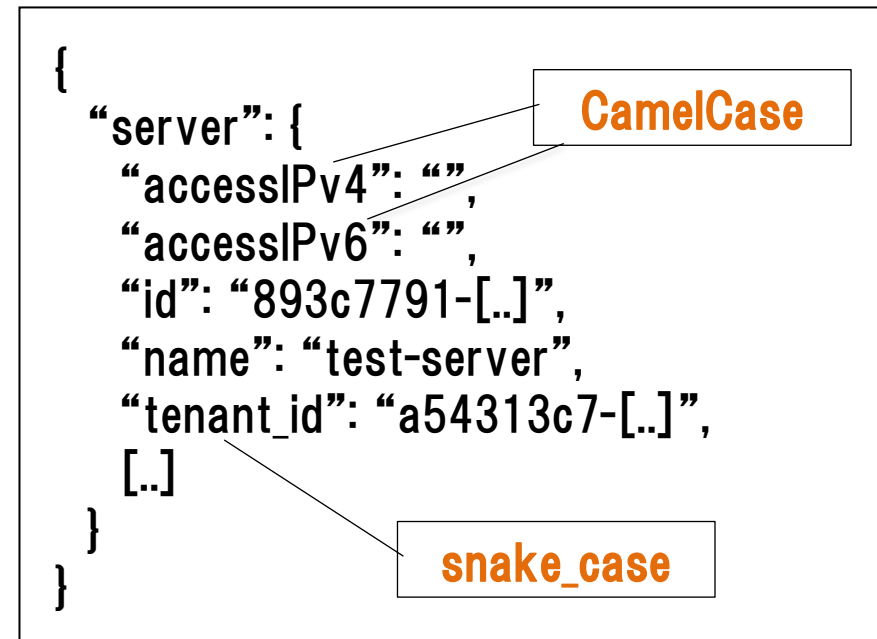 {
“server”: {
CamelCase
“accessIPv4”: “”,
“accessIPv6”: “”,
“id”: “893c7791-[..]”,
“name”: “test-server”,
“tenant_id”: “a54313c7-[..]”,
[..]
}
snake_case
}